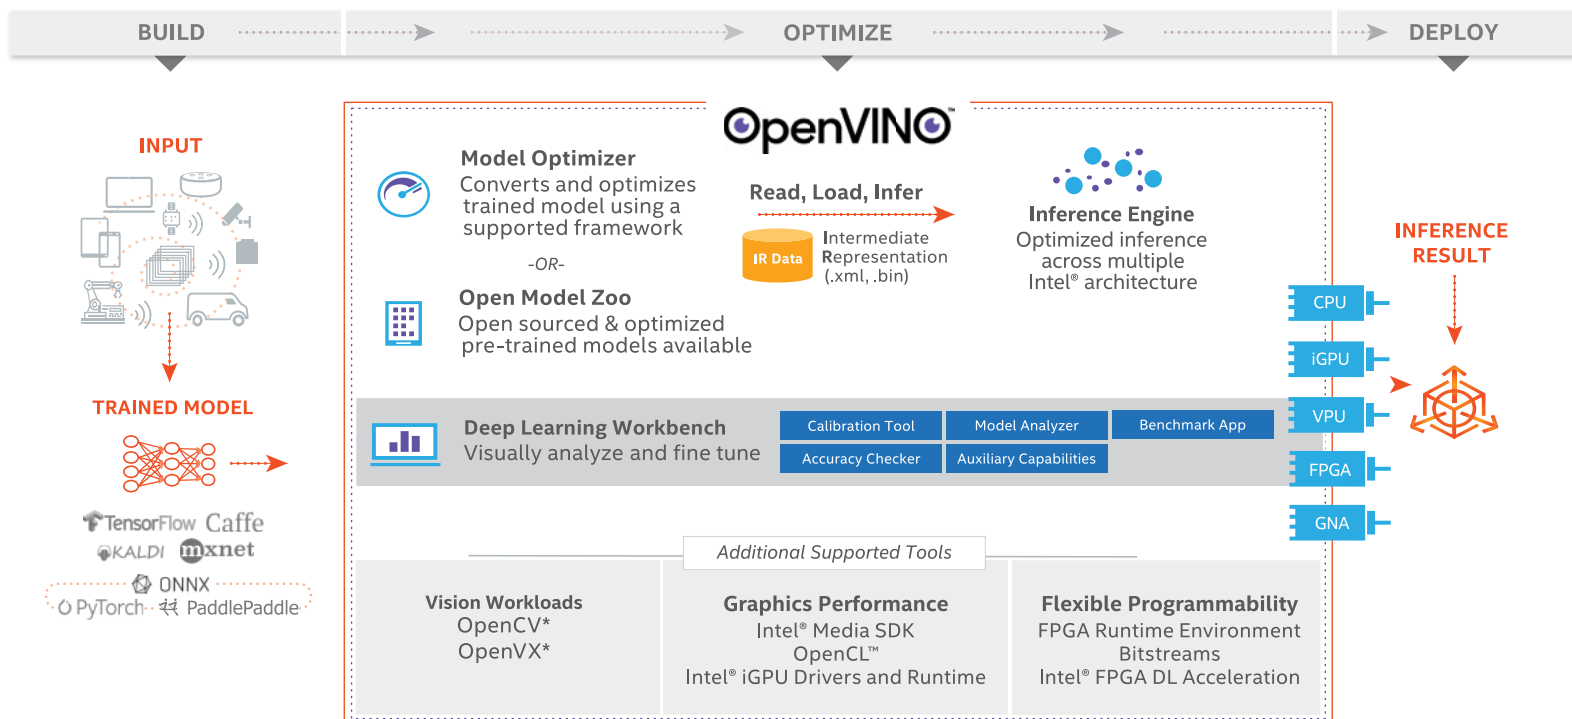 BUILD
OPTIMIZE
DEPLOY
INPUT
TRAINED MODEL
TensorFlow Caffe
KALDI mxnet
ONNX
PyTorch PaddlePaddle
OpenVINO™
Model Optimizer
Converts and optimizes
trained model using a
supported framework
-OR-
Open Model Zoo
Open sourced & optimized
pre-trained models available
Read, Load, Infer
IR Data
Intermediate
Representation
(.xml, .bin)
Inference Engine
Optimized inference
across multiple
Intel® architecture
Deep Learning Workbench
Visually analyze and fine tune
Calibration Tool
Model Analyzer
Benchmark App
Accuracy Checker
Auxiliary Capabilities
CPU
iGPU
VPU
FPGA
GNA
INFERENCE
RESULT
Additional Supported Tools
Vision Workloads
OpenCV*
OpenVX*
Graphics Performance
Intel® Media SDK
OpenCL™
Intel® iGPU Drivers and Runtime
Flexible Programmability
FPGA Runtime Environment
Bitstreams
Intel® FPGA DL Acceleration